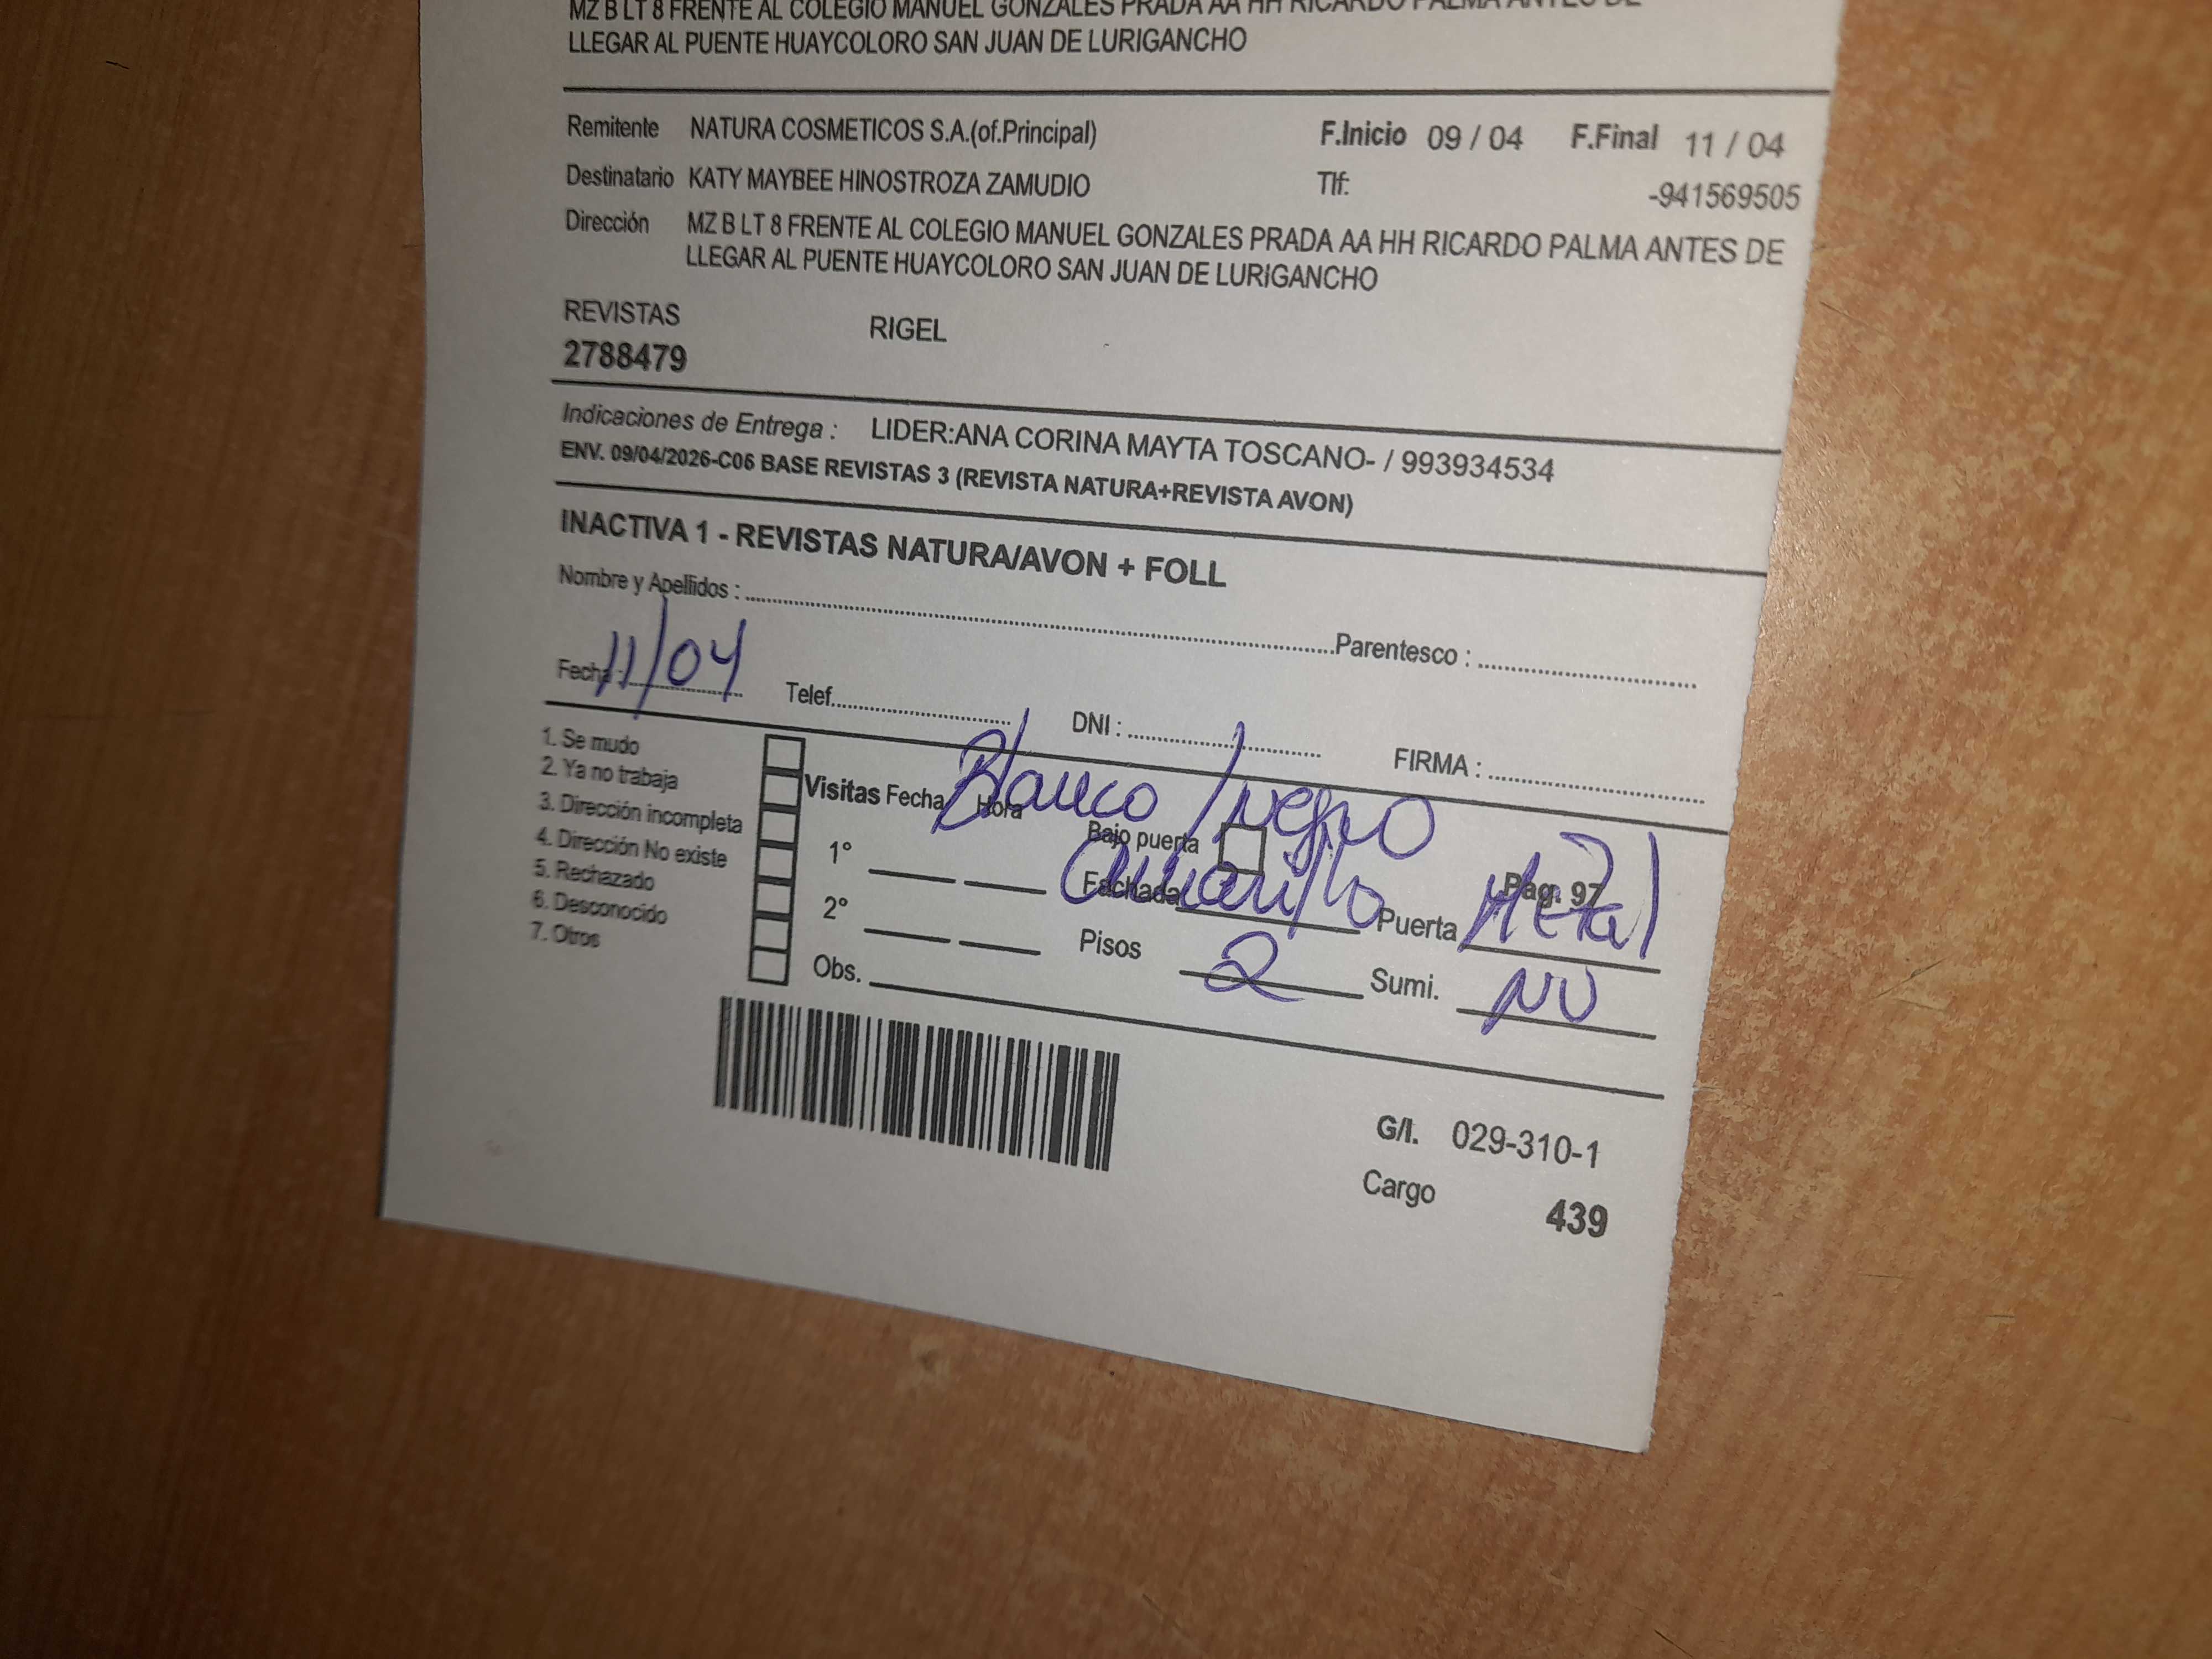 MZ B LT 8 FRENTE AL COLEGIO MANUEL GONZALES PRADA AA HH RICARDO PALMA ANTES DE
LLEGAR AL PUENTE HUAYCOLORO SAN JUAN DE LURIGANCHO
Remitente NATURA COSMETICOS S.A.(of.Principal) F.Inicio 09 / 04 F.Final 11 / 04
Destinatario KATY MAYBEE HINOSTROZA ZAMUDIO Tlf: -941569505
Dirección MZ B LT 8 FRENTE AL COLEGIO MANUEL GONZALES PRADA AA HH RICARDO PALMA ANTES DE
LLEGAR AL PUENTE HUAYCOLORO SAN JUAN DE LURIGANCHO
REVISTAS RIGEL
2788479
Indicaciones de Entrega : LIDER:ANA CORINA MAYTA TOSCANO- / 993934534
ENV. 09/04/2026-C06 BASE REVISTAS 3 (REVISTA NATURA+REVISTA AVON)
INACTIVA 1 - REVISTAS NATURA/AVON + FOLL
Nombre y Apellidos : Parentesco :
Fecha : 11/04 Telef. DNI : FIRMA :
1. Se mudo
2. Ya no trabaja
3. Dirección incompleta
4. Dirección No existe
5. Rechazado
6. Desconocido
7. Otros
Visitas Fecha Hora Blanco / negro
Bajo puerta Pag. 97
1° Fachada Amarillo Puerta Metal
2° Pisos 2 Sumi. NO
Obs.
G/I. 029-310-1
Cargo 439